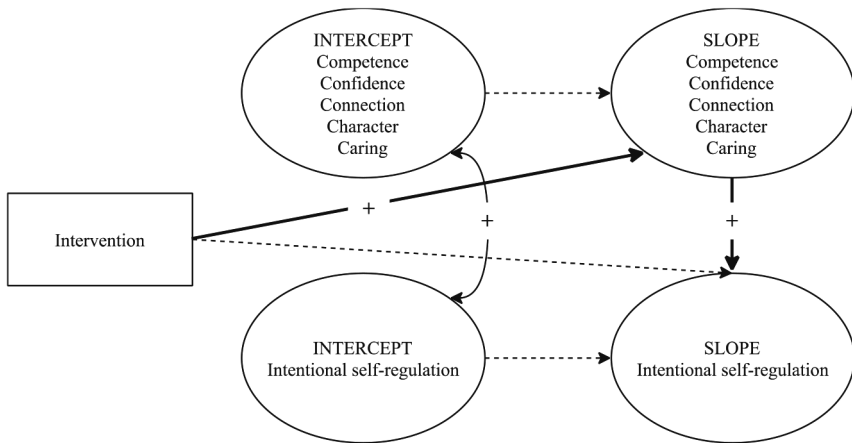 INTERCEPT
Competence
Confidence
Connection
Character
Caring
SLOPE
Competence
Confidence
Connection
Character
Caring
+
+
+
Intervention
INTERCEPT
Intentional self-regulation
SLOPE
Intentional self-regulation